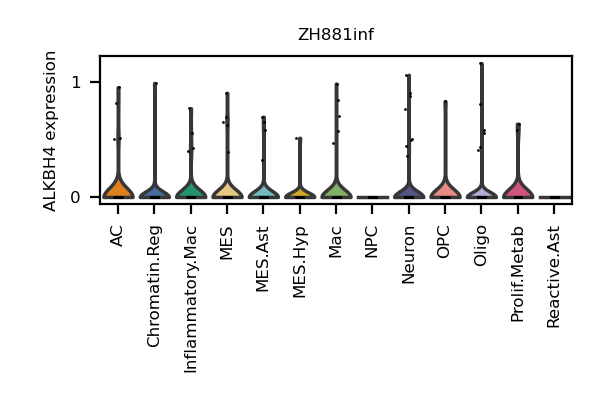 ZH881inf
ALKBH4 expression
1
0
AC
Chromatin.Reg
Inflammatory.Mac
MES
MES.Ast
MES.Hyp
Mac
NPC
Neuron
OPC
Oligo
Prolif.Metab
Reactive.Ast